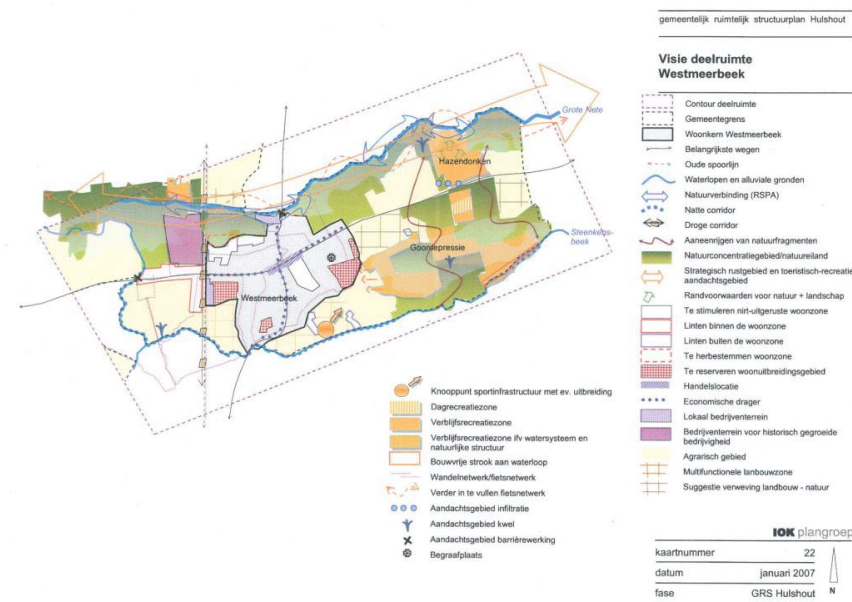 gemeentelijk ruimtelijk structuurplan Hulshout
Visie deelruimte
Westmeerbeek
Contour deelruimte
Gemeentegrens
Woonkern Westmeerbeek
Belangrijkste wegen
Oude spoorlijn
Waterlopen en alluviale gronden
Natuurverbinding (RSPA)
Natte corridor
Droge corridor
Aaneenrijgen van natuurfragmenten
Natuurconcentratiegebied/natuureiland
Strategisch rustgebied en toeristisch-recreatie
aandachtsgebied
Randvoorwaarden voor natuur + landschap
Te stimuleren nirt-uitgeruste woonzone
Linten binnen de woonzone
Linten buiten de woonzone
Te herbestemmen woonzone
Te reserveren woonuitbreidingsgebied
Handelslocatie
Economische drager
Lokaal bedrijventerrein
Bedrijventerrein voor historisch gegroeide
bedrijvigheid
Agrarisch gebied
Multifunctionele lanbouwzone
Suggestie verweving landbouw - natuur
Grote Nete
Hazendonken
Steenkensbeek
Goordepressie
Westmeerbeek
Knooppunt sportinfrastructuur met ev. uitbreiding
Dagrecreatiezone
Verblijfsrecreatiezone
Verblijfsrecreatiezone ifv watersysteem en
natuurlijke structuur
Bouwvrije strook aan waterloop
Wandelnetwerk/fietsnetwerk
Verder in te vullen fietsnetwerk
Aandachtsgebied infiltratie
Aandachtsgebied kwel
Aandachtsgebied barrièrewerking
Begraafplaats
IOK plangroep
kaartnummer 22
datum januari 2007
fase GRS Hulshout
N